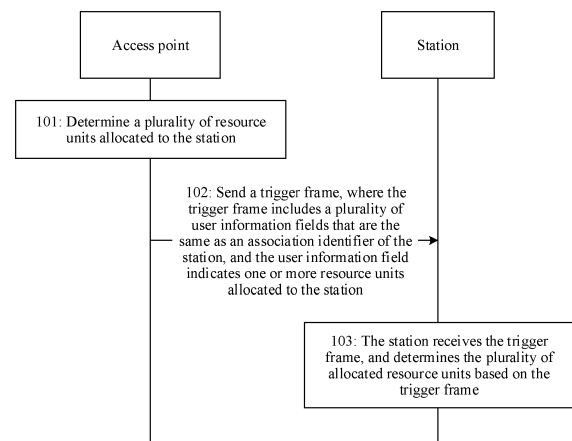 Access point
Station
101: Determine a plurality of resource
units allocated to the station
102: Send a trigger frame, where the
trigger frame includes a plurality of
user information fields that are the
same as an association identifier of the
station, and the user information field
indicates one or more resource units
allocated to the station
103: The station receives the trigger
frame, and determines the plurality of
allocated resource units based on the
trigger frame